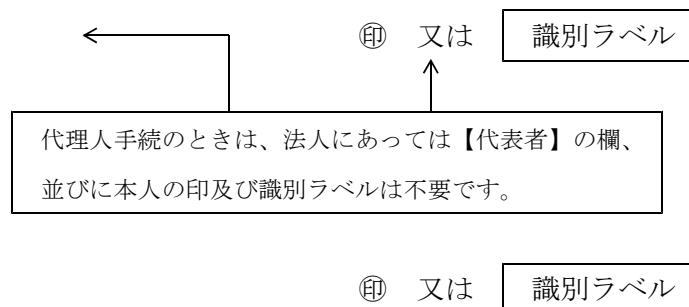 ㊞ 又は 識別ラベル
代理人手続のときは、法人にあっては【代表者】の欄、
並びに本人の印及び識別ラベルは不要です。
㊞ 又は 識別ラベル